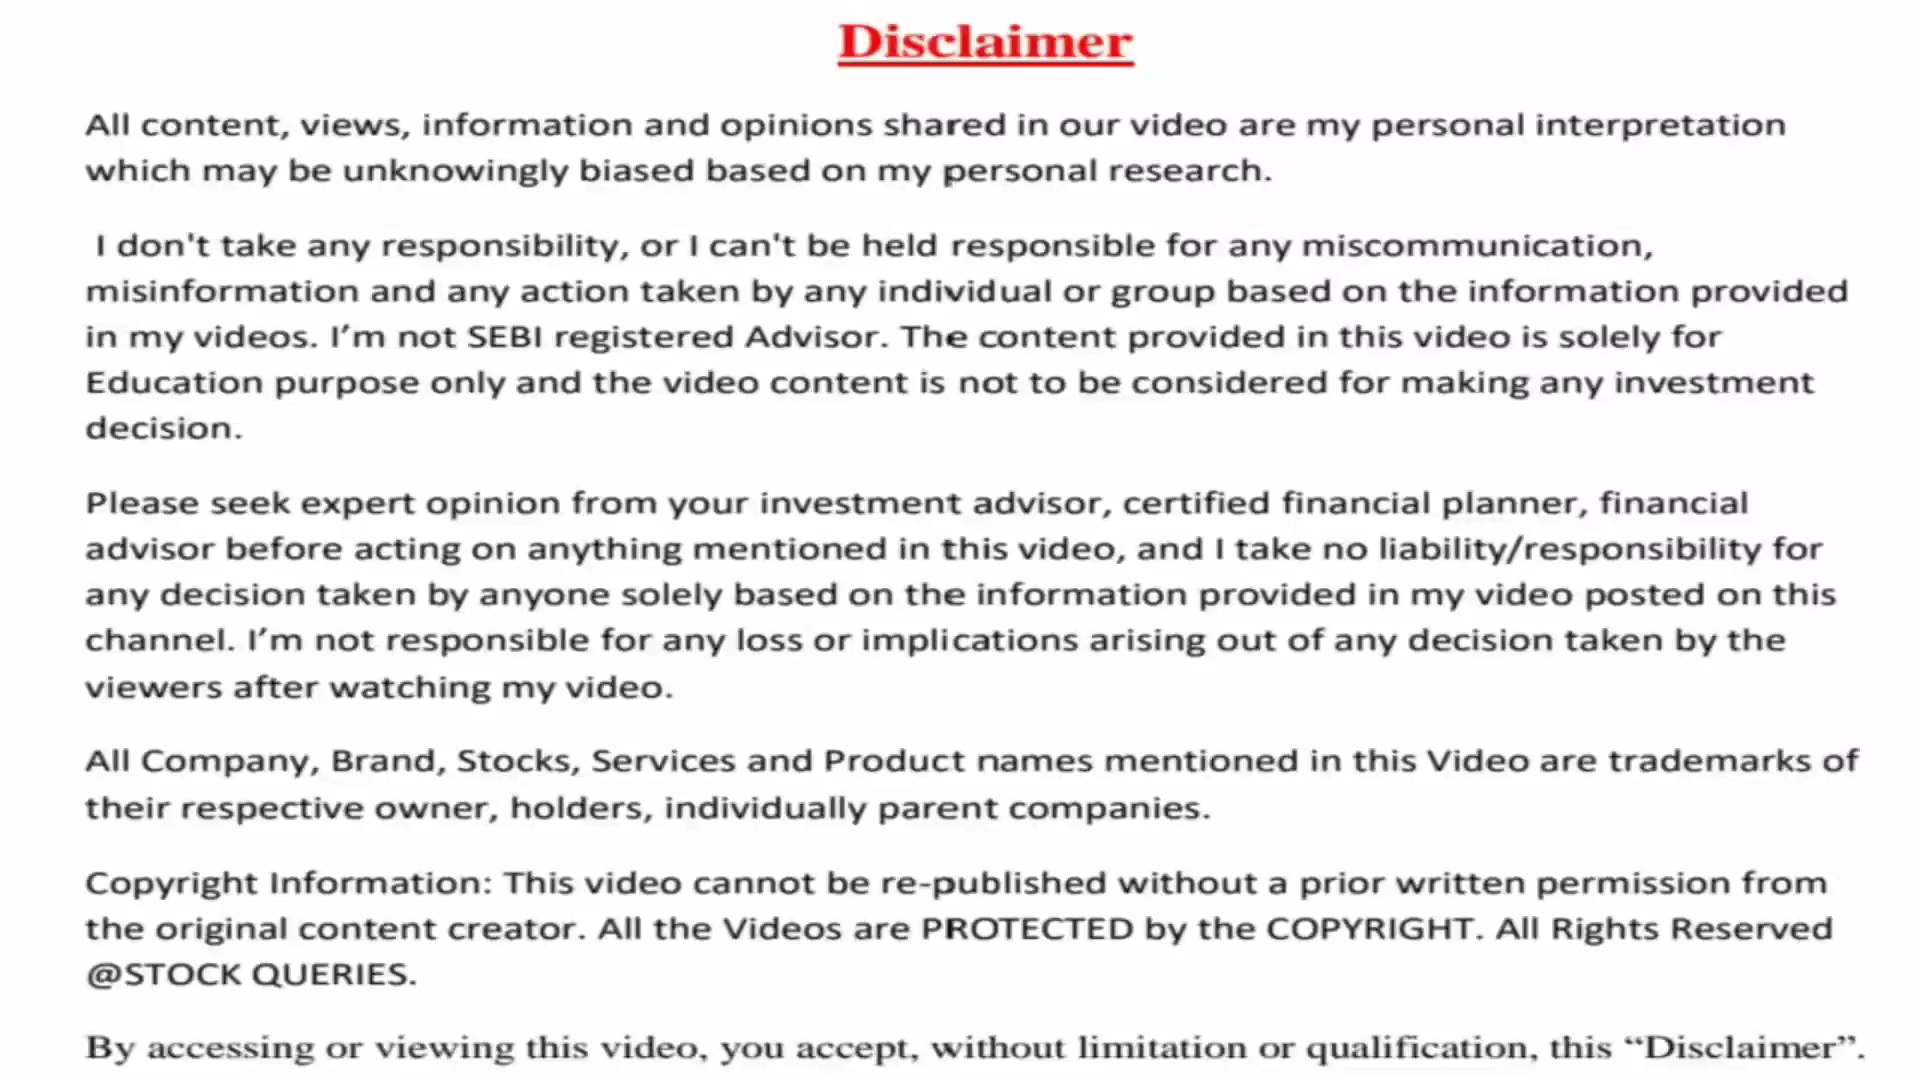 Disclaimer
All content, views, information and opinions shared in our video are my personal interpretation
which may be unknowingly biased based on my personal research.
I don't take any responsibility, or I can't be held responsible for any miscommunication,
misinformation and any action taken by any individual or group based on the information provided
in my videos. I’m not SEBI registered Advisor. The content provided in this video is solely for
Education purpose only and the video content is not to be considered for making any investment
decision.
Please seek expert opinion from your investment advisor, certified financial planner, financial
advisor before acting on anything mentioned in this video, and I take no liability/responsibility for
any decision taken by anyone solely based on the information provided in my video posted on this
channel. I’m not responsible for any loss or implications arising out of any decision taken by the
viewers after watching my video.
All Company, Brand, Stocks, Services and Product names mentioned in this Video are trademarks of
their respective owner, holders, individually parent companies.
Copyright Information: This video cannot be re-published without a prior written permission from
the original content creator. All the Videos are PROTECTED by the COPYRIGHT. All Rights Reserved
@STOCK QUERIES.
By accessing or viewing this video, you accept, without limitation or qualification, this “Disclaimer”.